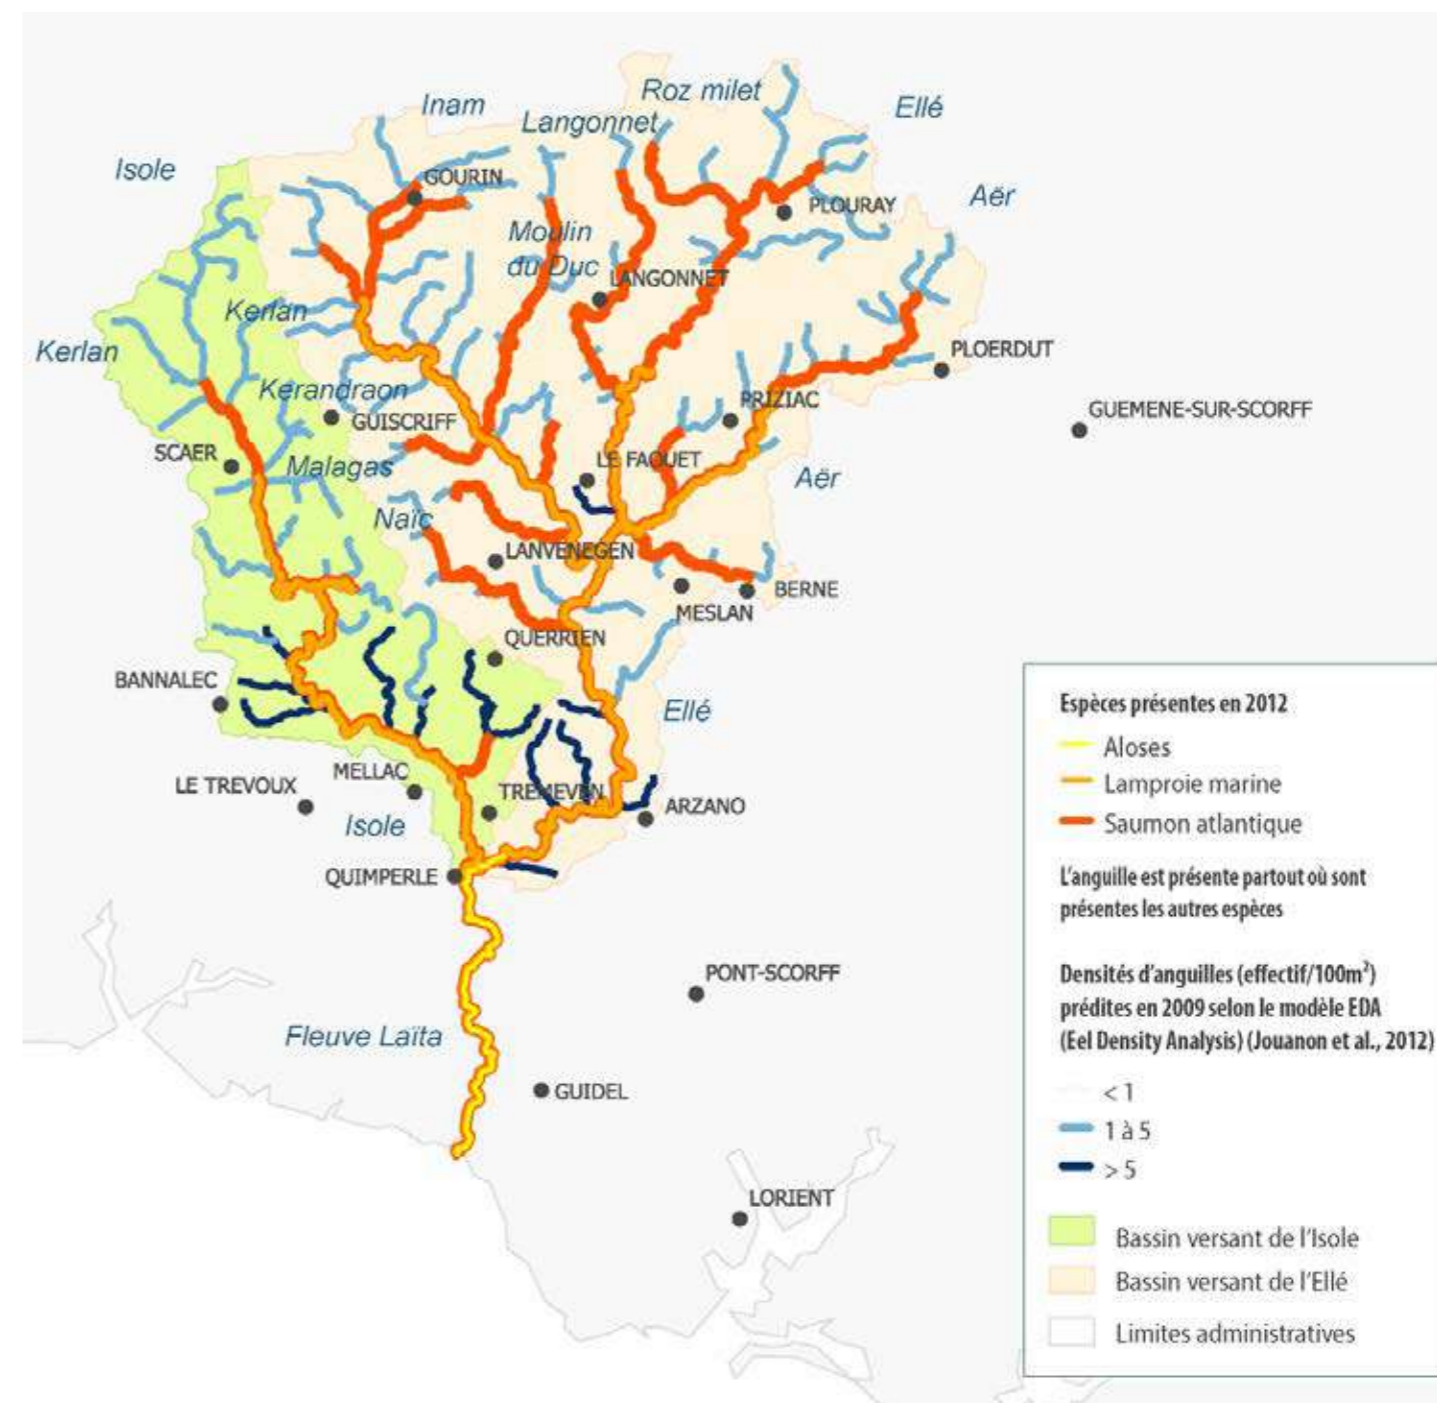 Roz milet
Inam
Ellé
Langonnet
Isole
GOURIN
Aër
PLOURAY
Moulin
du Duc
LANGONNET
Kerlan
Kerlan
PLOERDUT
Kerandraon
PRIZIAC
GUEMENE-SUR-SCORFF
GUISCRIFF
SCAER
LE FAOUET
Malagas
Aër
Naïc
LANVENEGEN
BERNE
MESLAN
QUERRIEN
BANNALEC
Ellé
MELLAC
LE TREVOUX
TREMEVEN
ARZANO
Isole
QUIMPERLE
PONT-SCORFF
Fleuve Laïta
GUIDEL
LORIENT
Espèces présentes en 2012
Aloses
Lamproie marine
Saumon atlantique
L'anguille est présente partout où sont
présentes les autres espèces
Densités d'anguilles (effectif/100m²)
prédites en 2009 selon le modèle EDA
(Eel Density Analysis) (Jouanon et al., 2012)
< 1
1 à 5
> 5
Bassin versant de l'Isole
Bassin versant de l'Ellé
Limites administratives